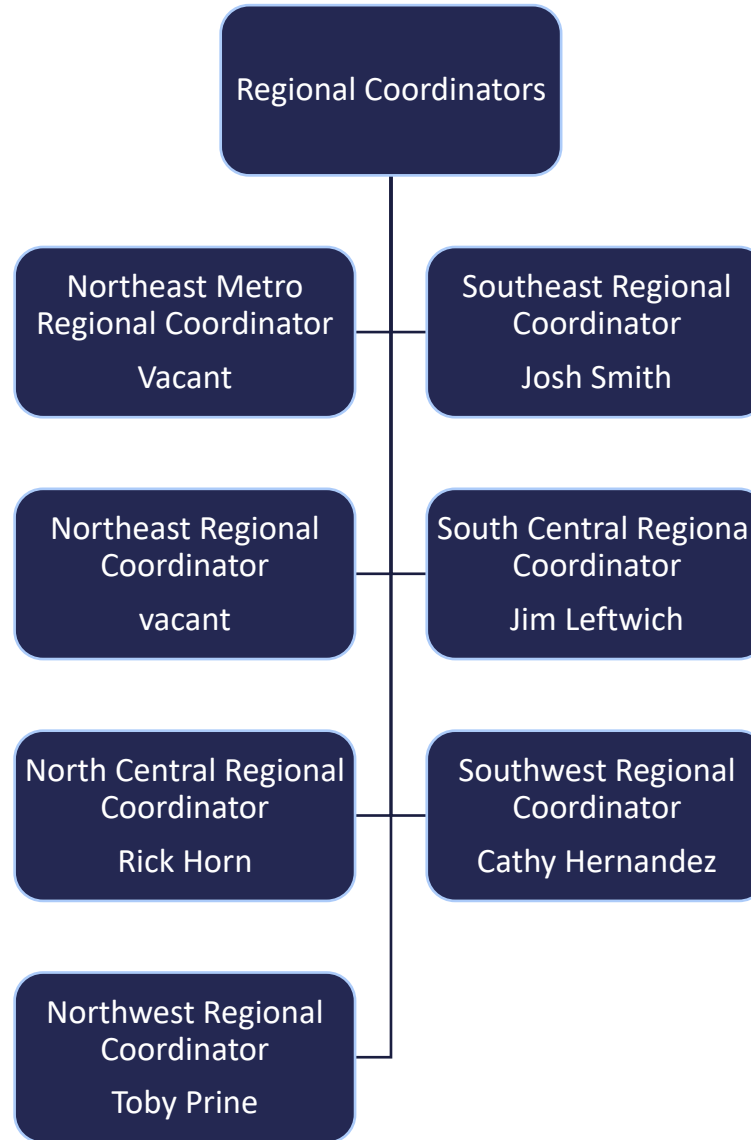 Regional Coordinators
Northeast Metro
Regional Coordinator
Vacant
Southeast Regional
Coordinator
Josh Smith
Northeast Regional
Coordinator
vacant
South Central Regiona
Coordinator
Jim Leftwich
North Central Regional
Coordinator
Rick Horn
Southwest Regional
Coordinator
Cathy Hernandez
Northwest Regional
Coordinator
Toby Prine